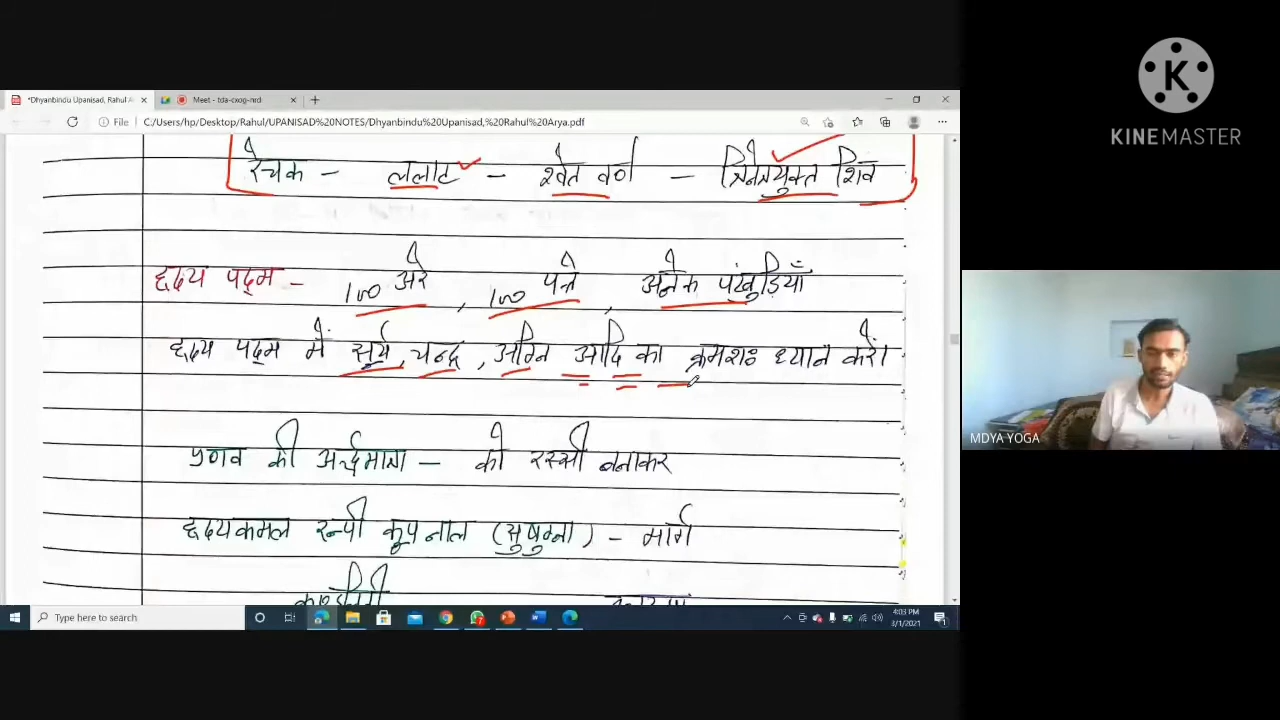 KINEMASTER
*Dhyanbindu Upanisad, Rahul A
Meet - tda-cxog-nxd
File C:/Users/hp/Desktop/Rahul/UPANISAD%20NOTES/Dhyanbindu%20Upanisad,%20Rahul%20Arya.pdf
रेचक - ललाट - श्वेत वर्ण - त्रिनेत्रयुक्त शिव
हृदय पद्म - 100 अरे, 100 पत्रे, अनेक पंखुड़ियाँ
हृदय पद्म में सूर्य, चन्द्र, अग्नि आदि का क्रमशः ध्यान करें।
MDYA YOGA
प्रणव की अर्द्धमात्रा - को रस्सी बनाकर
हृदयकमल रूपी कूप नाल (सुषुम्ना) - मार्ग
Type here to search
4:03 PM
3/1/2021